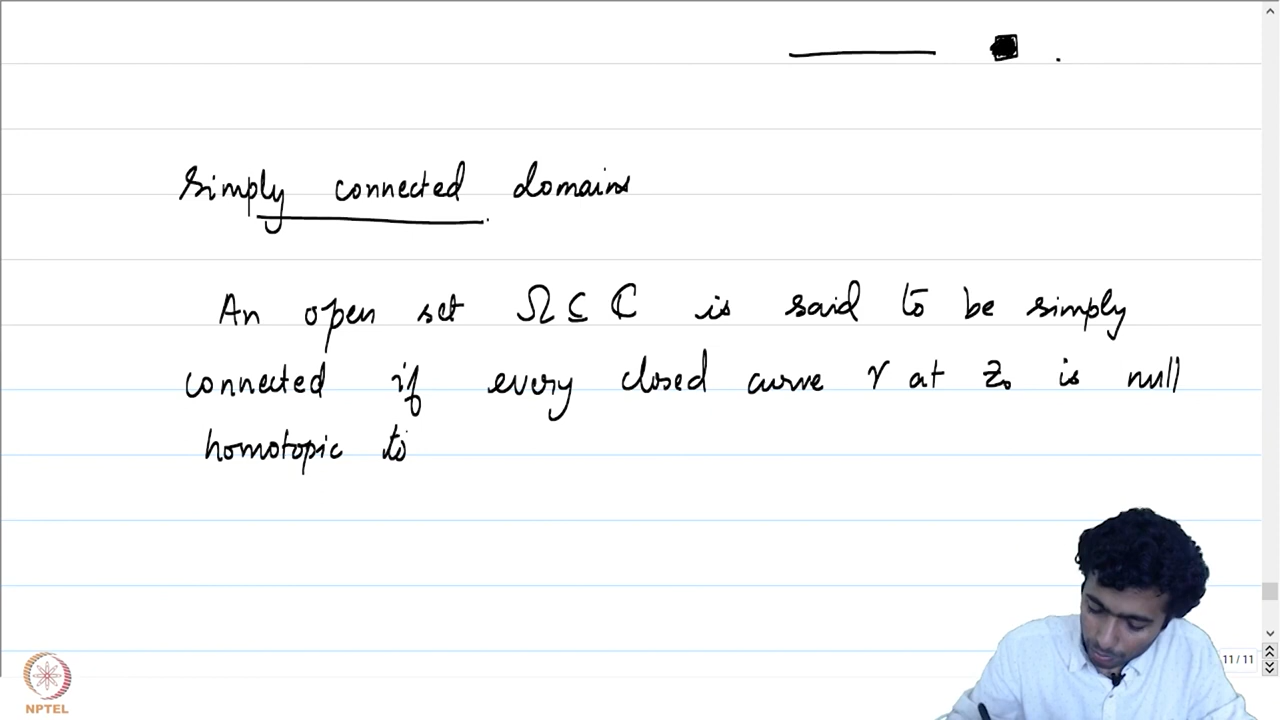 simply connected domains
An open set Ω ⊆ ℂ is said to be simply
connected if every closed curve γ at z₀ is null
homotopic to
11 / 11
NPTEL